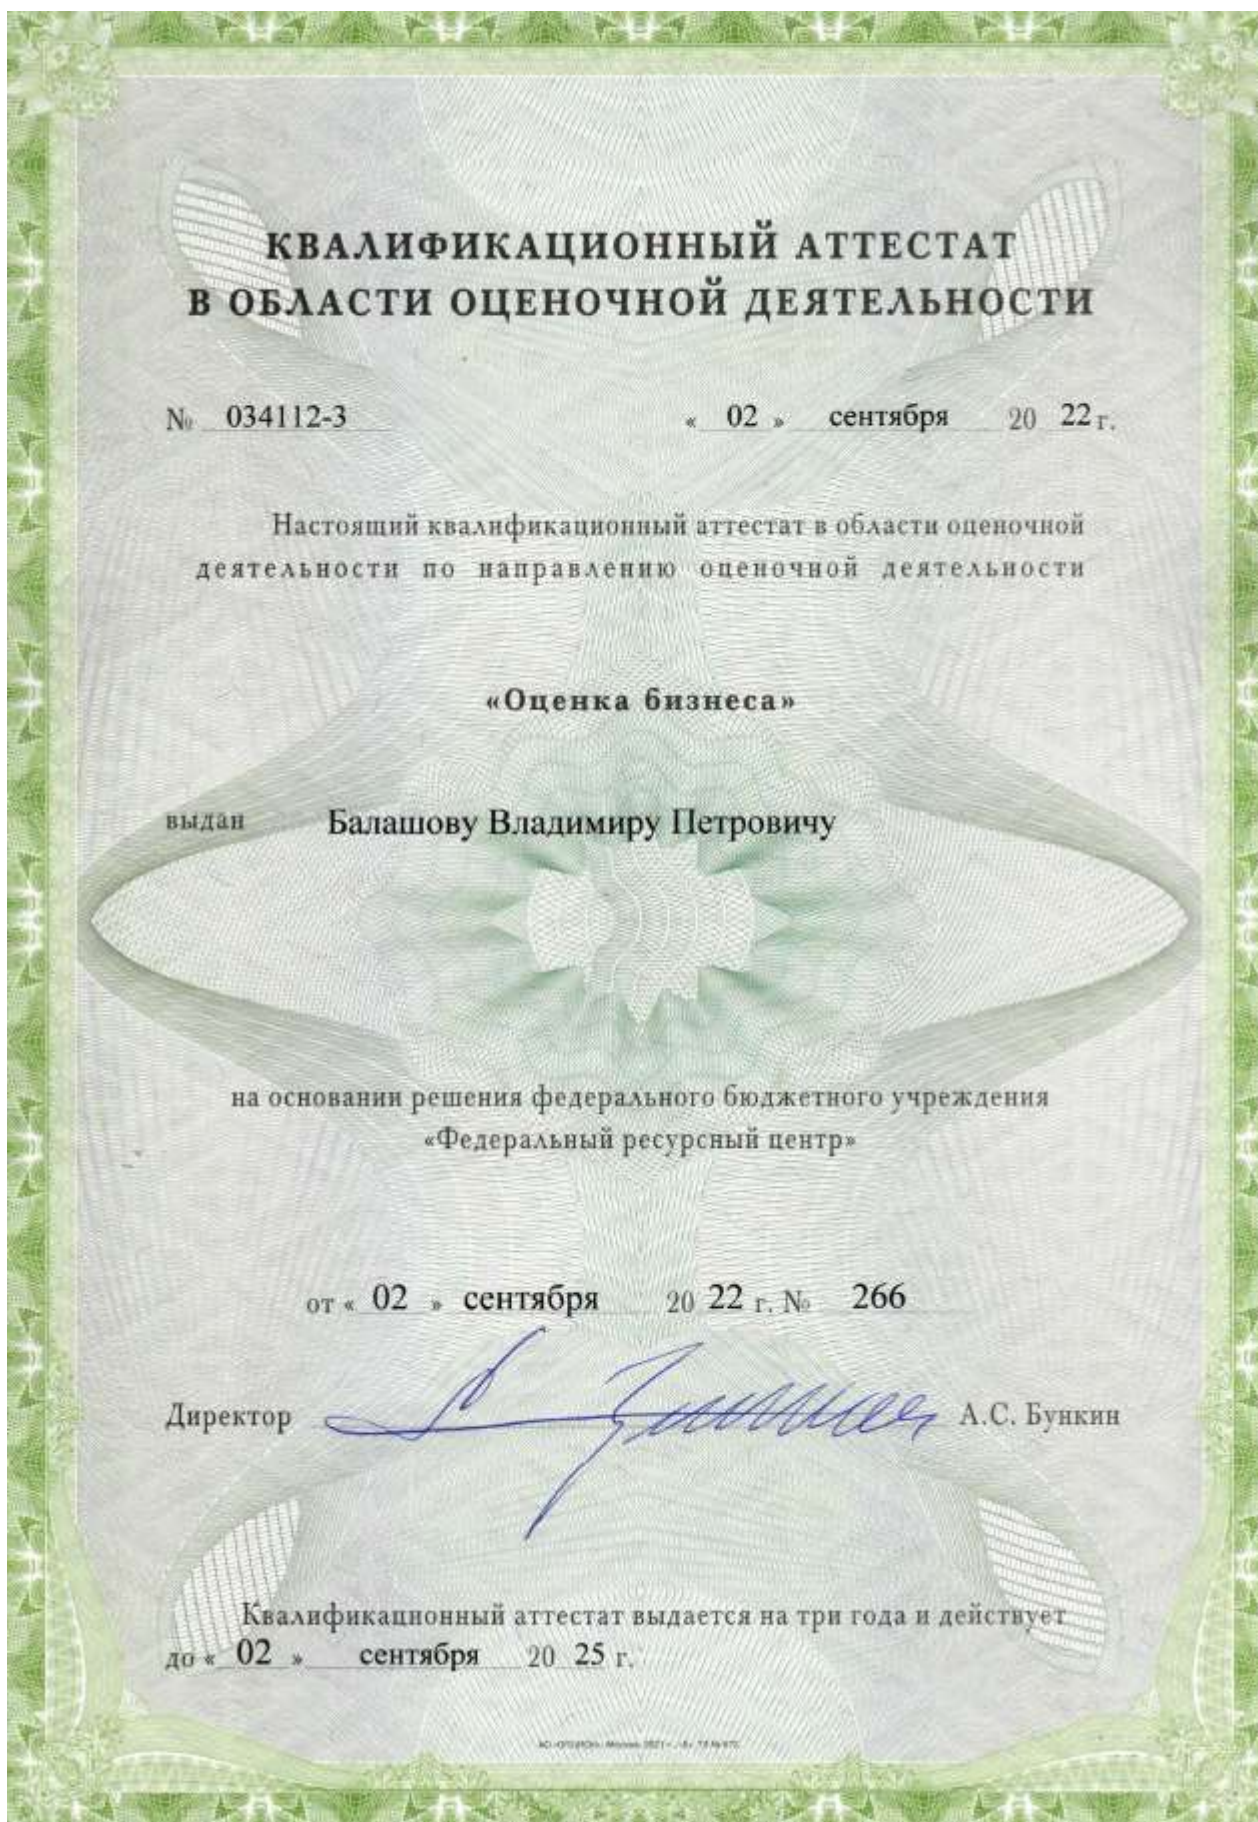 КВАЛИФИКАЦИОННЫЙ АТТЕСТАТ
В ОБЛАСТИ ОЦЕНОЧНОЙ ДЕЯТЕЛЬНОСТИ
№ 034112-3 « 02 » сентября 20 22 г.
Настоящий квалификационный аттестат в области оценочной
деятельности по направлению оценочной деятельности
«Оценка бизнеса»
выдан Балашову Владимиру Петровичу
на основании решения федерального бюджетного учреждения
«Федеральный ресурсный центр»
от « 02 » сентября 20 22 г. № 266
Директор А.С. Бункин
Квалификационный аттестат выдается на три года и действует
до « 02 » сентября 20 25 г.
Москва